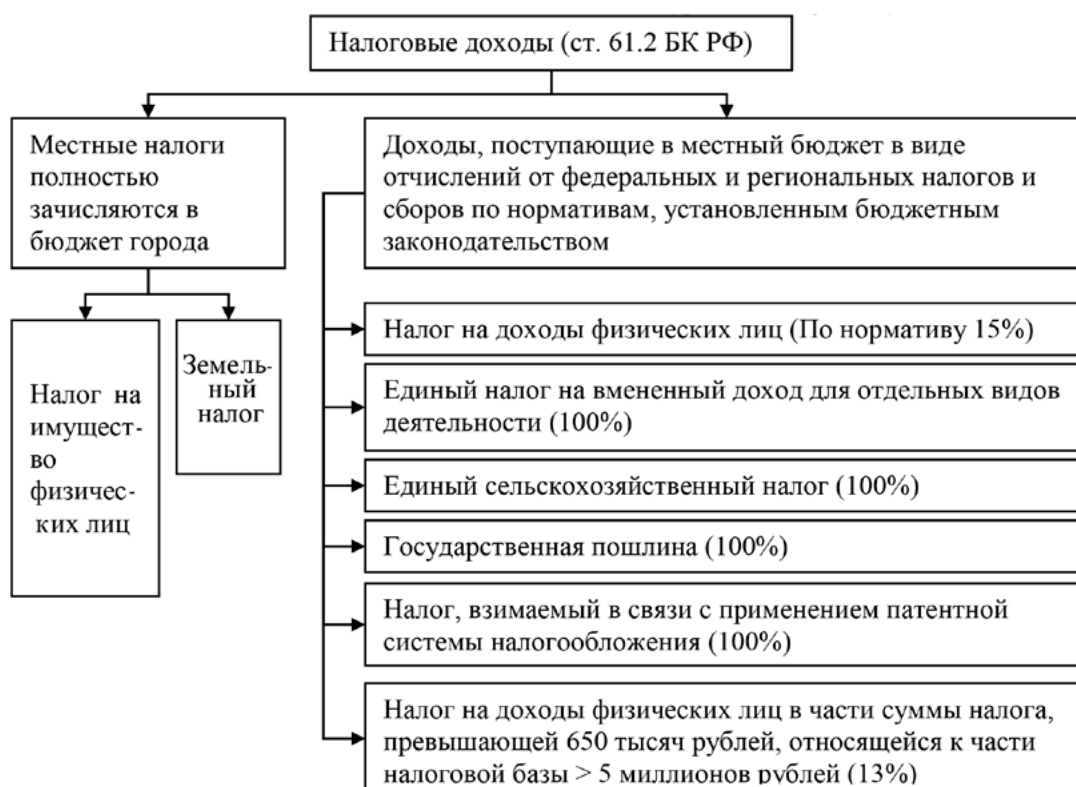 Налоговые доходы (ст. 61.2 БК РФ)
Местные налоги
полностью
зачисляются в
бюджет города
Налог на
имущест-
во
физичес-
ких лиц
Земель-
ный
налог
Доходы, поступающие в местный бюджет в виде
отчислений от федеральных и региональных налогов и
сборов по нормативам, установленным бюджетным
законодательством
Налог на доходы физических лиц (По нормативу 15%)
Единый налог на вмененный доход для отдельных видов
деятельности (100%)
Единый сельскохозяйственный налог (100%)
Государственная пошлина (100%)
Налог, взимаемый в связи с применением патентной
системы налогообложения (100%)
Налог на доходы физических лиц в части суммы налога,
превышающей 650 тысяч рублей, относящейся к части
налоговой базы > 5 миллионов рублей (13%)